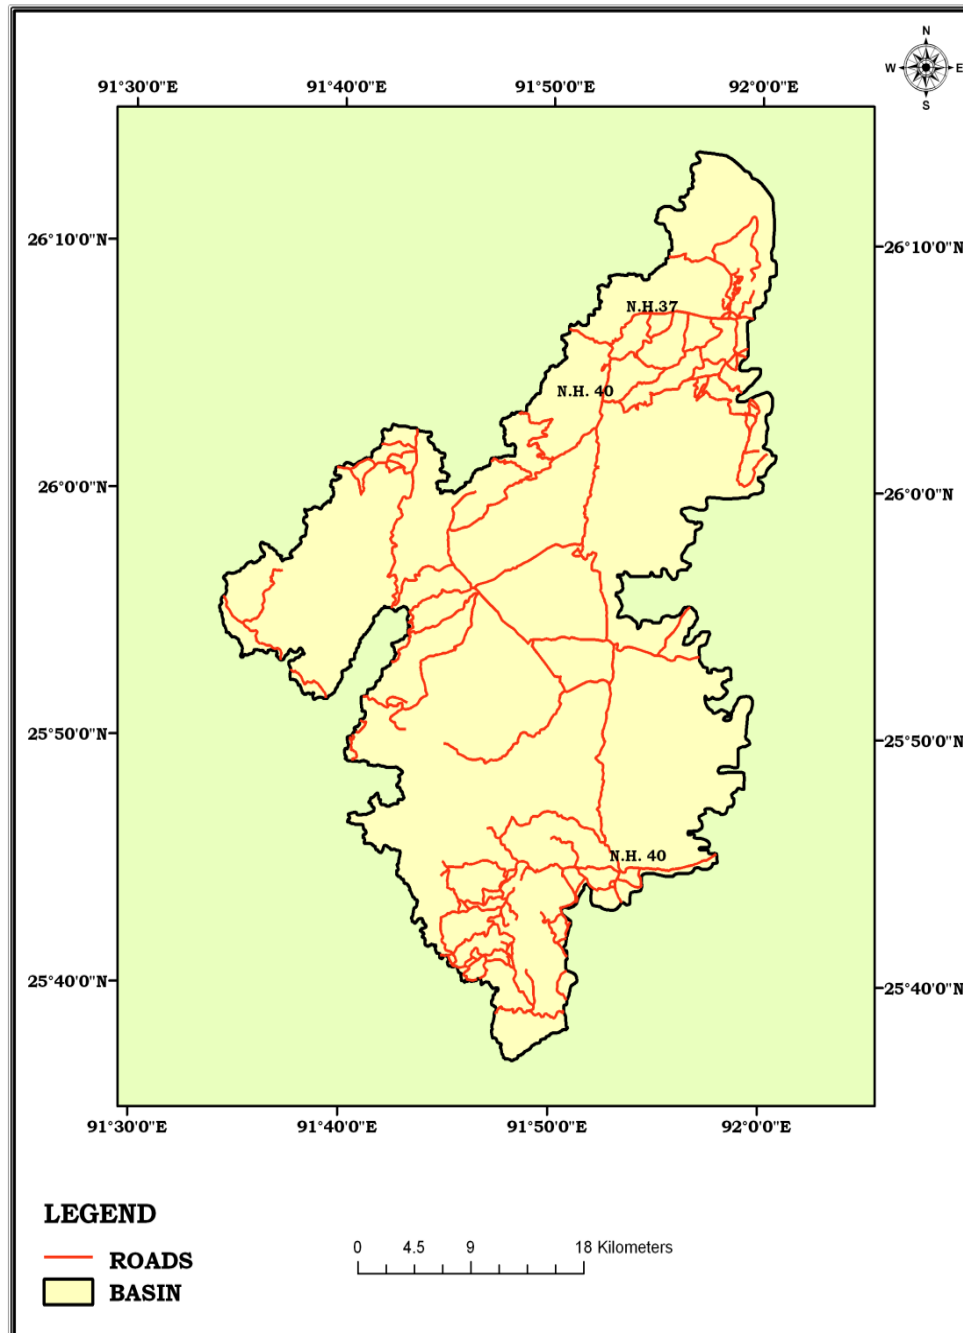 N
W E
S
91°30'0"E 91°40'0"E 91°50'0"E 92°0'0"E
26°10'0"N 26°10'0"N
N.H.37
N.H. 40
26°0'0"N 26°0'0"N
25°50'0"N 25°50'0"N
N.H. 40
25°40'0"N 25°40'0"N
91°30'0"E 91°40'0"E 91°50'0"E 92°0'0"E
LEGEND
0 4.5 9 18 Kilometers
ROADS
BASIN